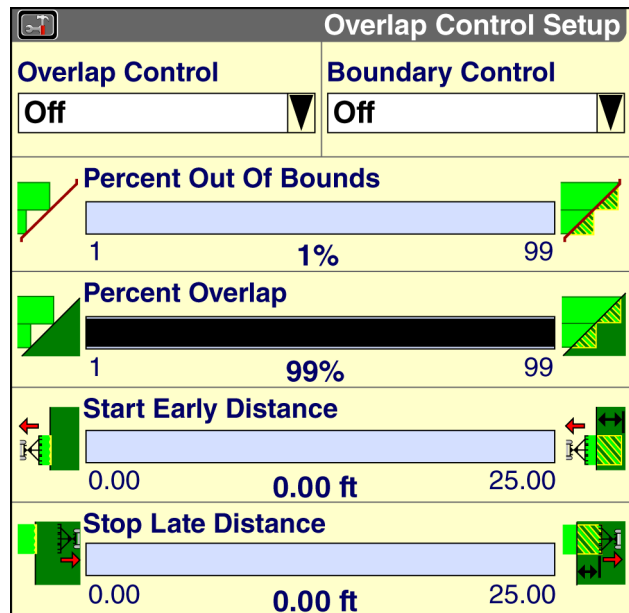 Overlap Control Setup
Overlap Control
Boundary Control
Off
Off
Percent Out Of Bounds
1 1% 99
Percent Overlap
1 99% 99
Start Early Distance
0.00 0.00 ft 25.00
Stop Late Distance
0.00 0.00 ft 25.00